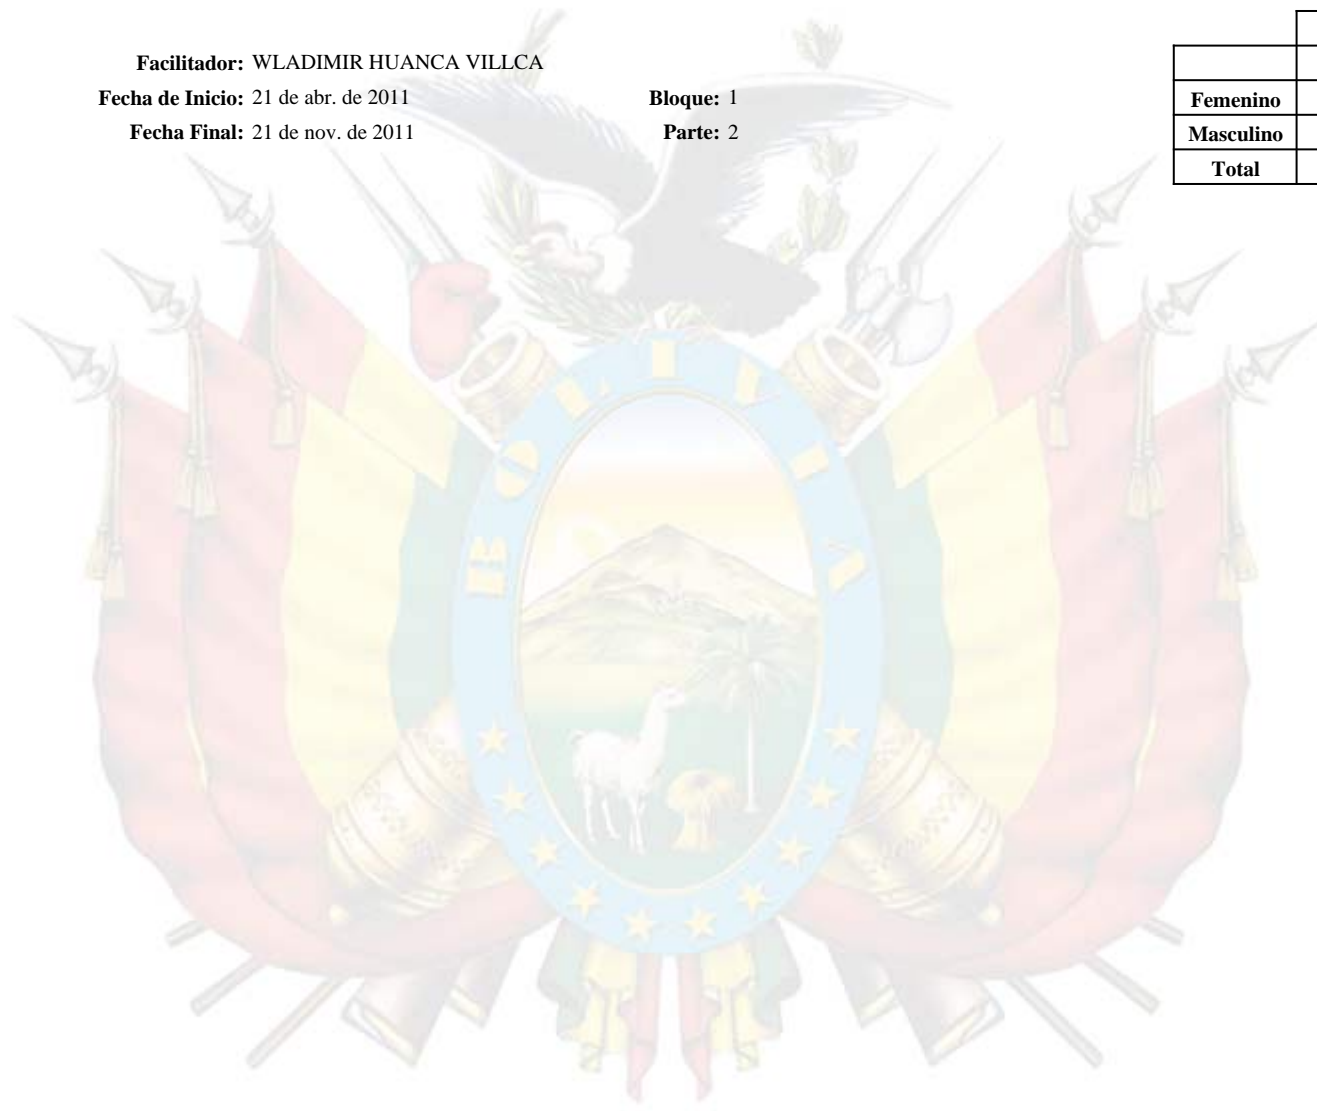 Facilitador: WLADIMIR HUANCA VILLCA
Fecha de Inicio: 21 de abr. de 2011 Bloque: 1
Fecha Final: 21 de nov. de 2011 Parte: 2
Femenino
Masculino
Total
BOLIVIA